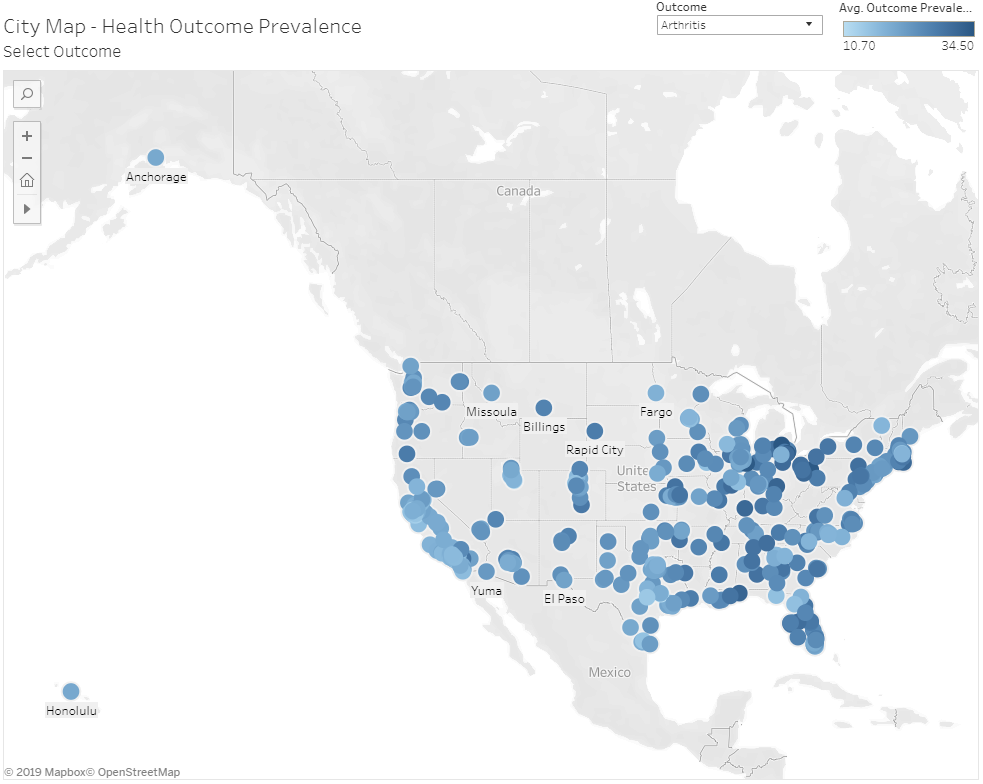 City Map - Health Outcome Prevalence
Select Outcome
Outcome
Arthritis
Avg. Outcome Prevale...
10.70 34.50
Anchorage
Canada
Missoula
Billings
Fargo
Rapid City
United
States
Yuma
El Paso
Mexico
Honolulu
© 2019 Mapbox© OpenStreetMap